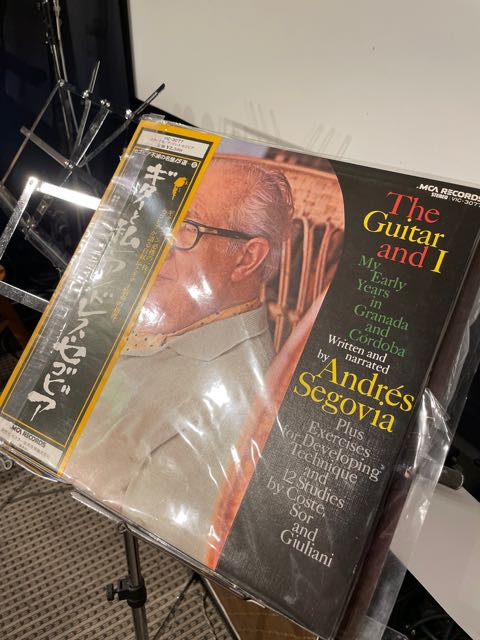 MCA RECORDS
STEREO VIC-3077
The
Guitar
and I
My
Early
Years
in
Granada
and
Cordoba
Written and
narrated
by
Andrés
Segovia
Plus
Exercises
for Developing
Technique
and
12 Studies
by Coste,
Sor
and
Giuliani
ギターと私
アンドレス・セゴビア
MCA RECORDS